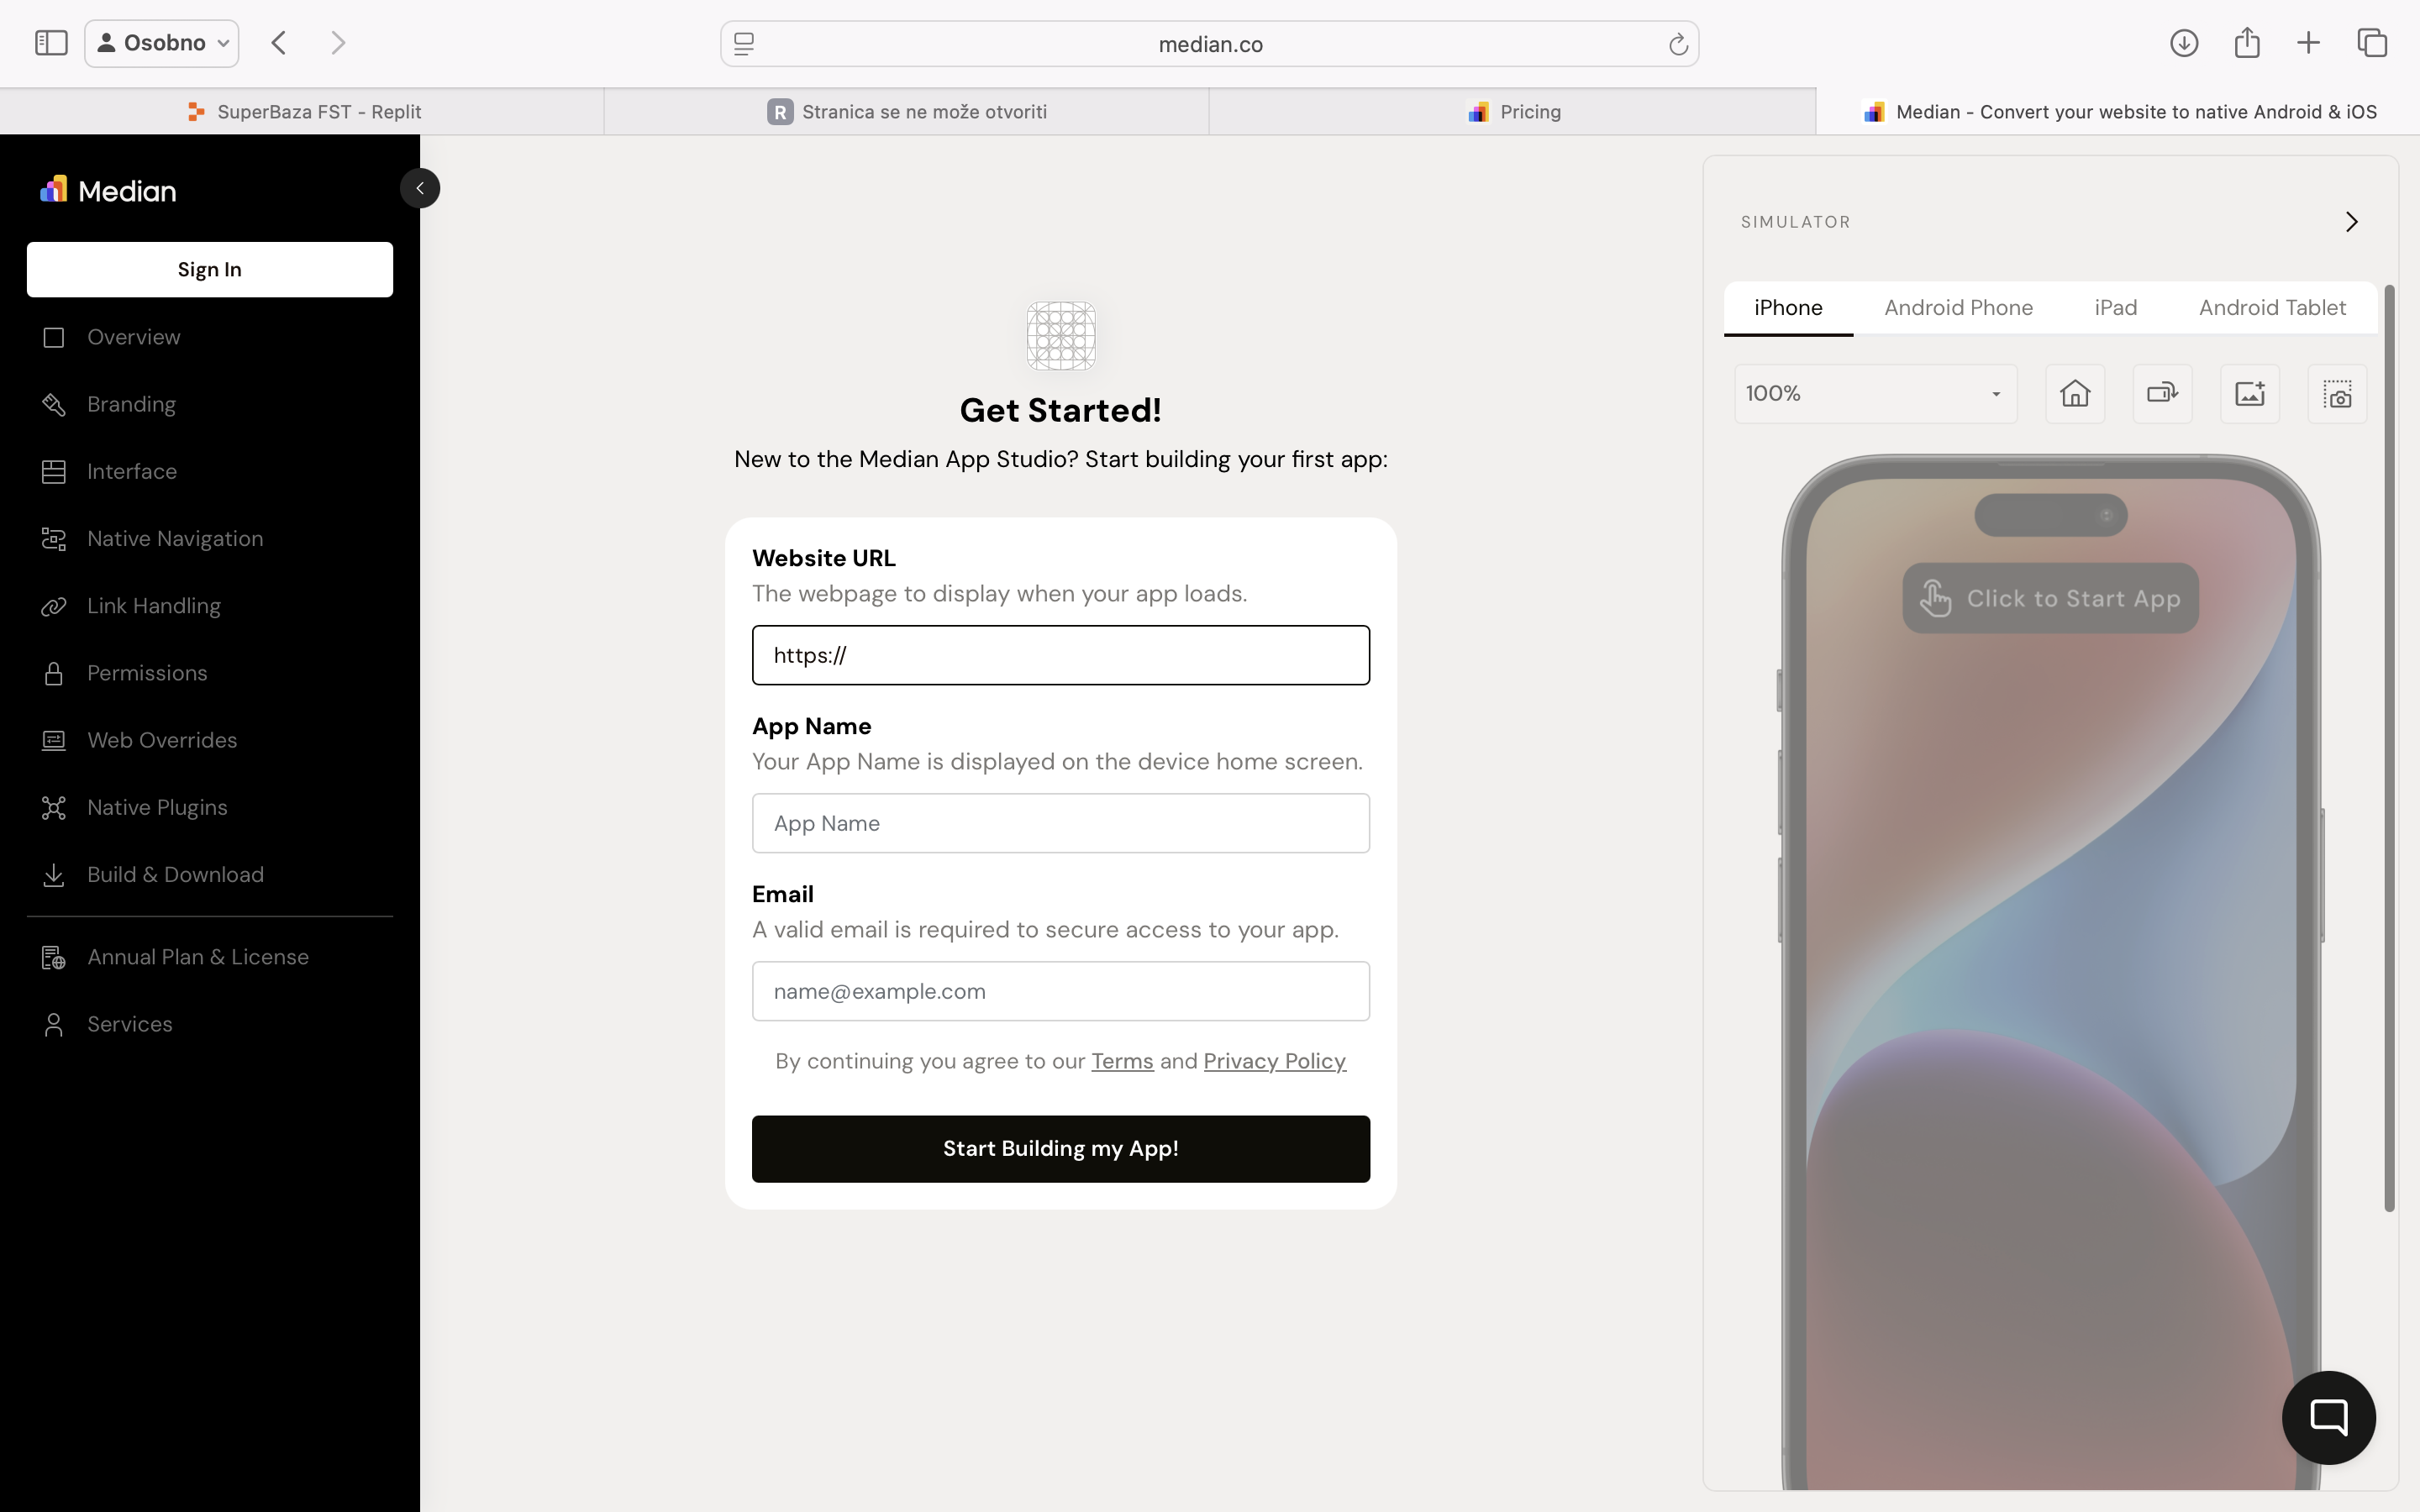 Osobno
median.co
SuperBaza FST - Replit
R Stranica se ne može otvoriti
Pricing
Median - Convert your website to native Android & iOS
Median
Sign In
Overview
Branding
Interface
Native Navigation
Link Handling
Permissions
Web Overrides
Native Plugins
Build & Download
Annual Plan & License
Services
Get Started!
New to the Median App Studio? Start building your first app:
Website URL
The webpage to display when your app loads.
https://
App Name
Your App Name is displayed on the device home screen.
App Name
Email
A valid email is required to secure access to your app.
name@example.com
By continuing you agree to our Terms and Privacy Policy
Start Building my App!
SIMULATOR
iPhone Android Phone iPad Android Tablet
100%
Click to Start App